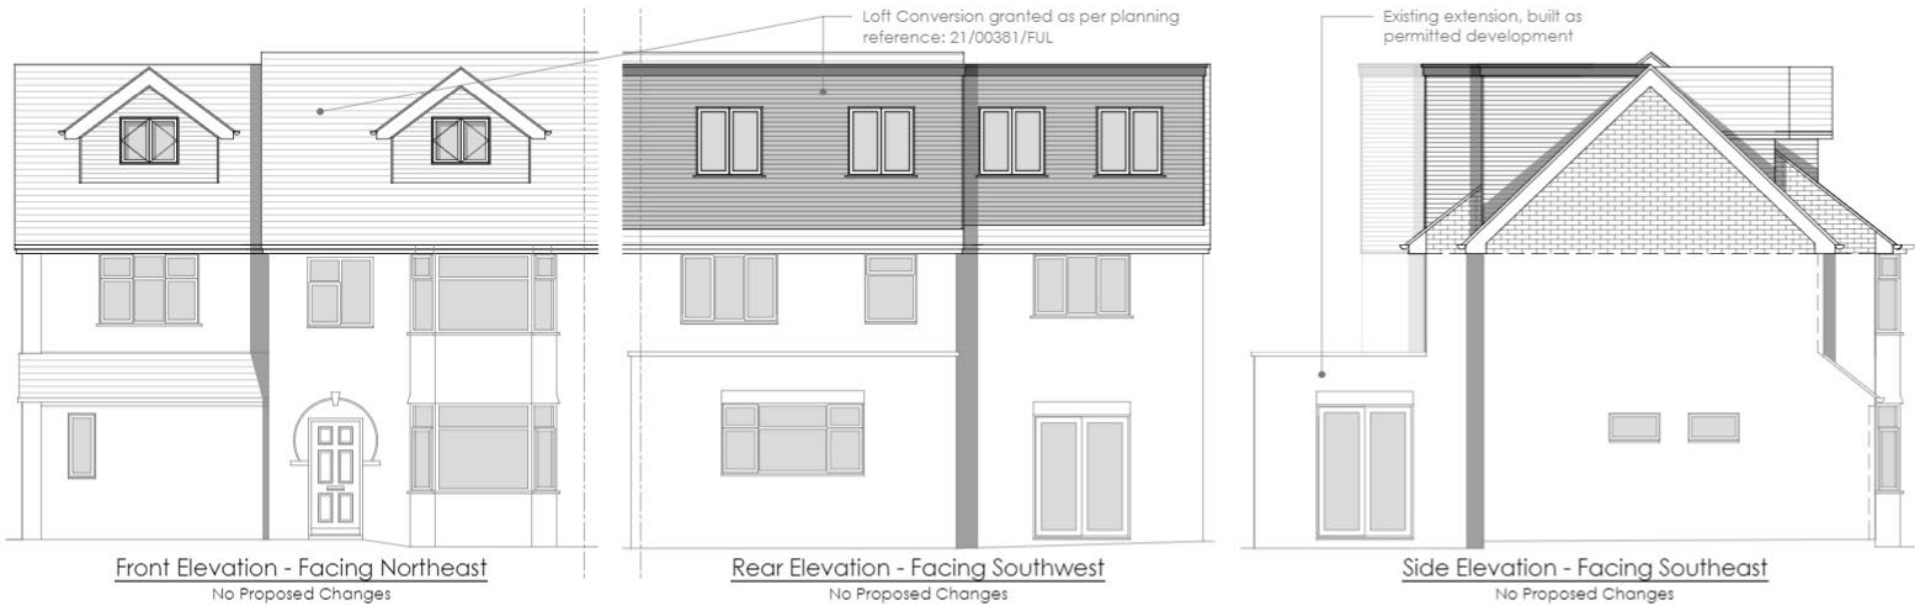 Loft Conversion granted as per planning
reference: 21/00381/FUL
Existing extension, built as
permitted development
Front Elevation - Facing Northeast
No Proposed Changes
Rear Elevation - Facing Southwest
No Proposed Changes
Side Elevation - Facing Southeast
No Proposed Changes